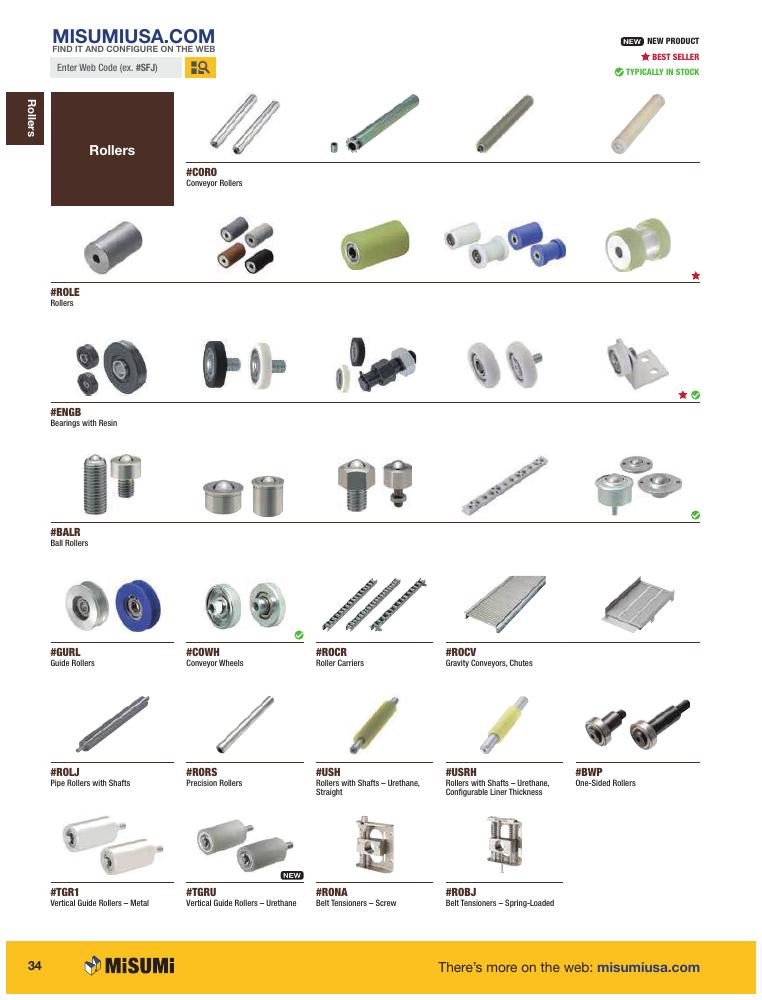 MISUMIUSA.COM
FIND IT AND CONFIGURE ON THE WEB
Enter Web Code (ex. #SFJ)
NEW NEW PRODUCT
BEST SELLER
TYPICALLY IN STOCK
Rollers
Rollers
#CORO
Conveyor Rollers
#ROLE
Rollers
#ENGB
Bearings with Resin
#BALR
Ball Rollers
#GURL
Guide Rollers
#COWH
Conveyor Wheels
#ROCR
Roller Carriers
#ROCV
Gravity Conveyors, Chutes
#ROLJ
Pipe Rollers with Shafts
#RORS
Precision Rollers
#USH
Rollers with Shafts – Urethane,
Straight
#USRH
Rollers with Shafts – Urethane,
Configurable Liner Thickness
#BWP
One-Sided Rollers
#TGR1
Vertical Guide Rollers – Metal
NEW
#TGRU
Vertical Guide Rollers – Urethane
#RONA
Belt Tensioners – Screw
#ROBJ
Belt Tensioners – Spring-Loaded
34
MiSUMi
There's more on the web: misumiusa.com